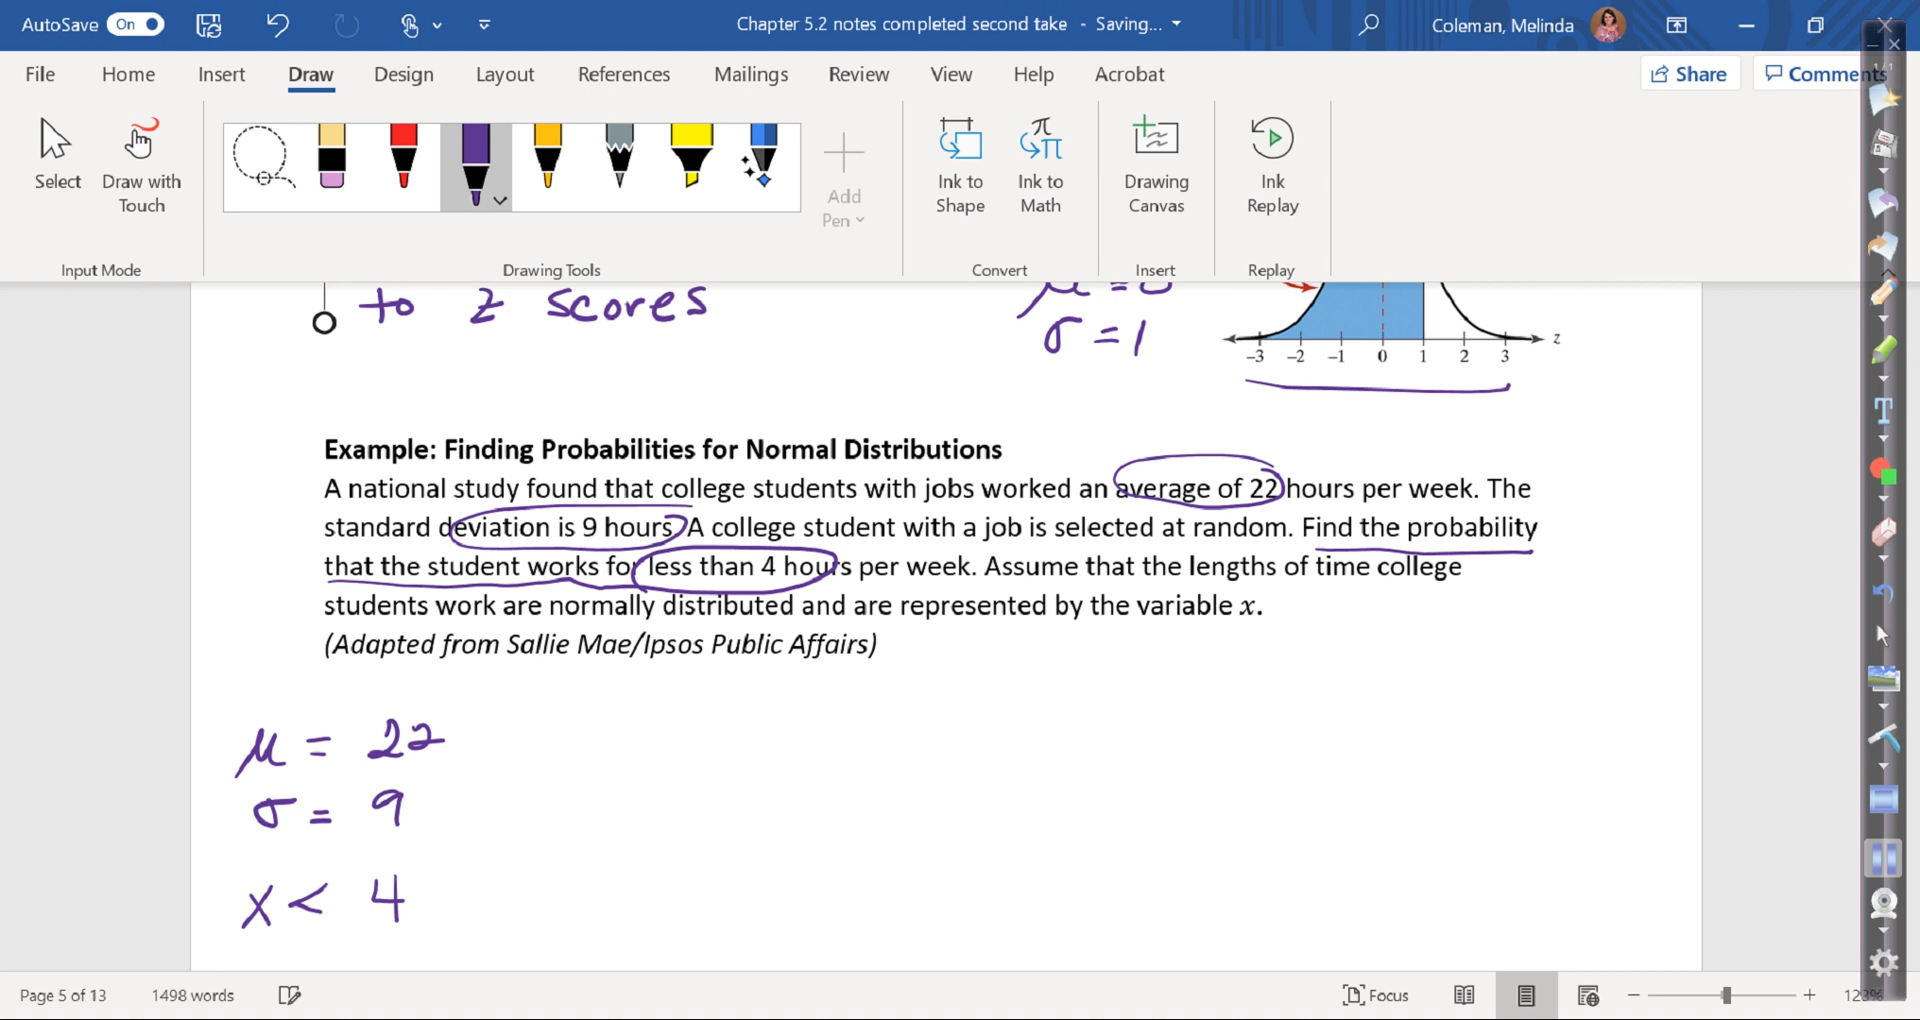 AutoSave On Chapter 5.2 notes completed second take - Saving... Coleman, Melinda
File Home Insert Draw Design Layout References Mailings Review View Help Acrobat Share Comments
1/1
Select Draw with Touch Add Pen Ink to Shape Ink to Math Drawing Canvas Ink Replay
Input Mode Drawing Tools Convert Insert Replay
to z scores
σ = 1
-3 -2 -1 0 1 2 3 z
Example: Finding Probabilities for Normal Distributions
A national study found that college students with jobs worked an average of 22 hours per week. The
standard deviation is 9 hours. A college student with a job is selected at random. Find the probability
that the student works for less than 4 hours per week. Assume that the lengths of time college
students work are normally distributed and are represented by the variable x.
(Adapted from Sallie Mae/Ipsos Public Affairs)
μ = 22
σ = 9
x < 4
Page 5 of 13 1498 words Focus